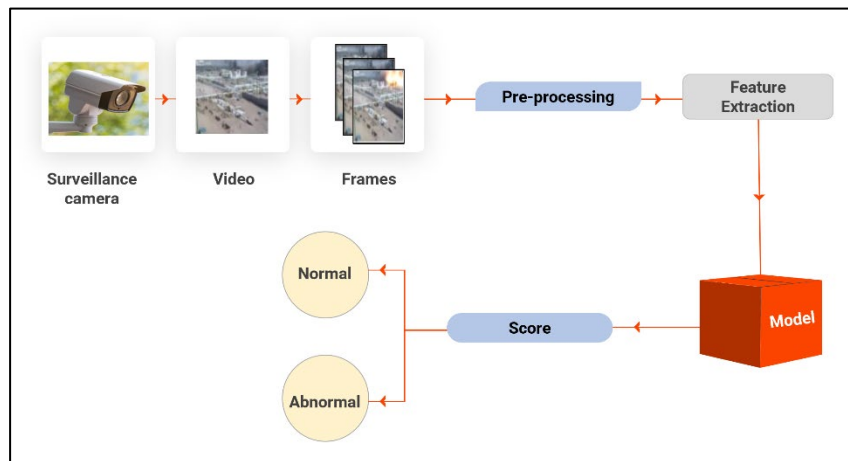 Surveillance
camera
Video
Frames
Pre-processing
Feature
Extraction
Model
Score
Normal
Abnormal